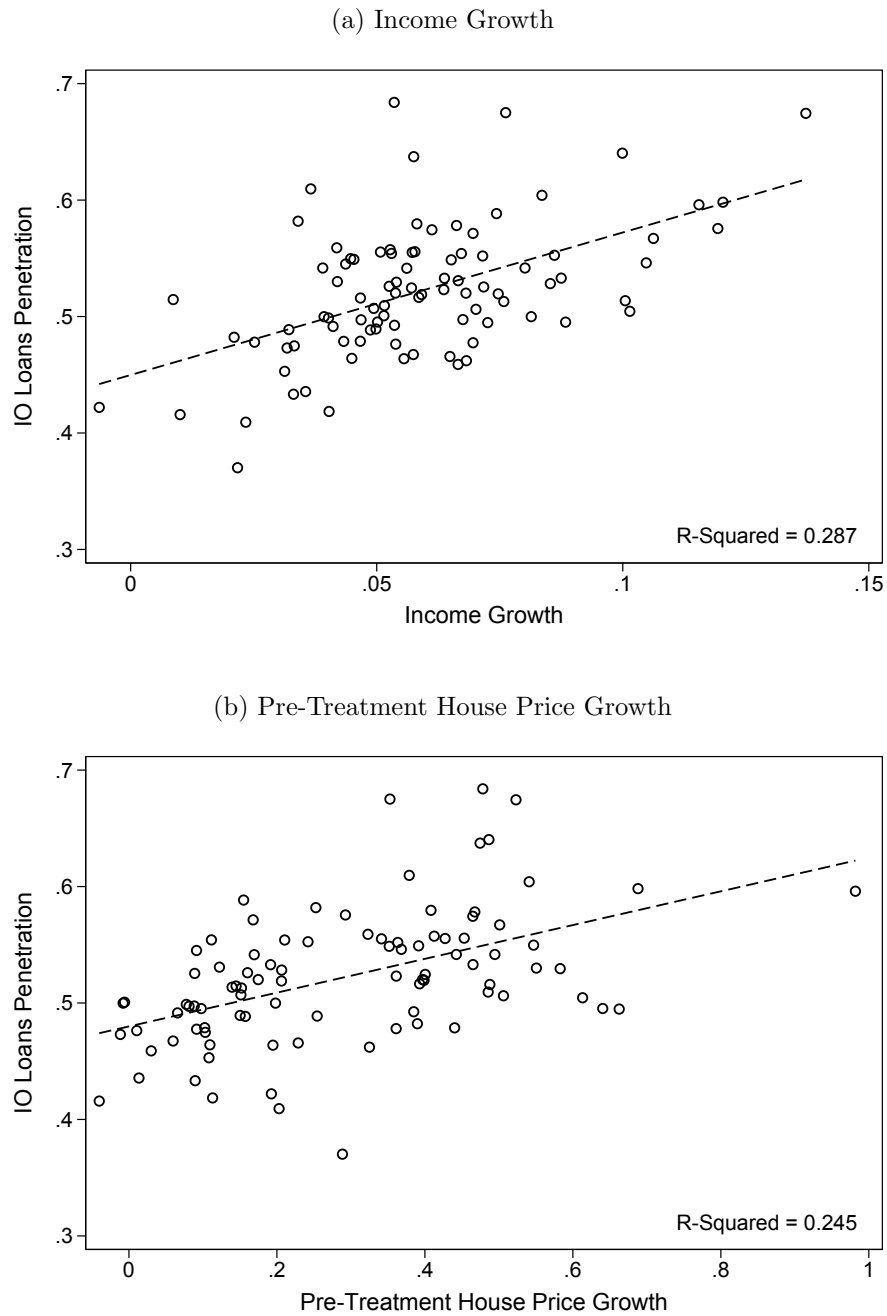 (a) Income Growth
.7
.6
.5
.4
.3
IO Loans Penetration
R-Squared = 0.287
0 .05 .1 .15
Income Growth
(b) Pre-Treatment House Price Growth
.7
.6
.5
.4
.3
IO Loans Penetration
R-Squared = 0.245
0 .2 .4 .6 .8 1
Pre-Treatment House Price Growth